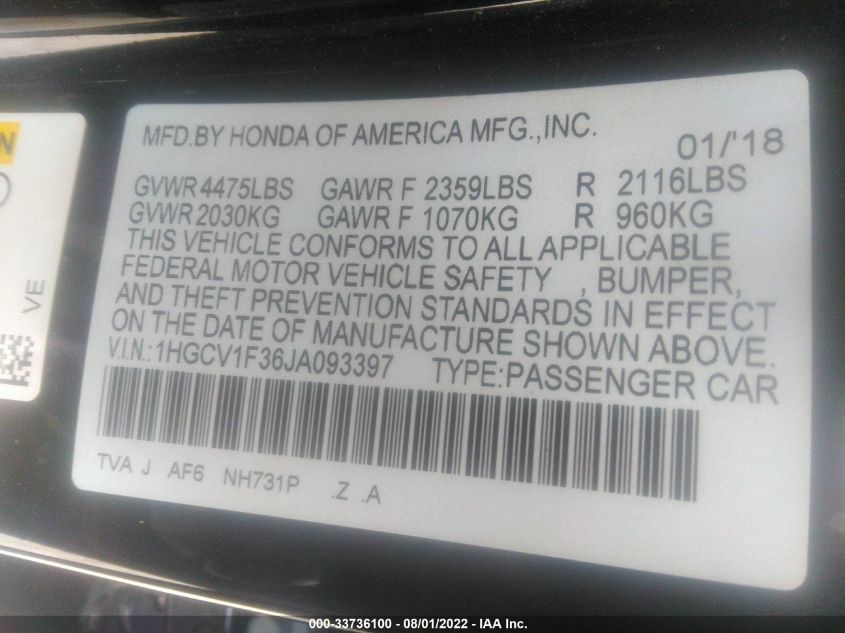 MFD.BY HONDA OF AMERICA MFG.,INC. 01/'18
GVWR 4475LBS GAWR F 2359LBS R 2116LBS
GVWR 2030KG GAWR F 1070KG R 960KG
THIS VEHICLE CONFORMS TO ALL APPLICABLE
FEDERAL MOTOR VEHICLE SAFETY , BUMPER,
AND THEFT PREVENTION STANDARDS IN EFFECT
ON THE DATE OF MANUFACTURE SHOWN ABOVE.
V.I.N.:1HGCV1F36JA093397 TYPE:PASSENGER CAR
TVA J AF6 NH731P .Z .A
VE
000-33736100 - 08/01/2022 - IAA Inc.